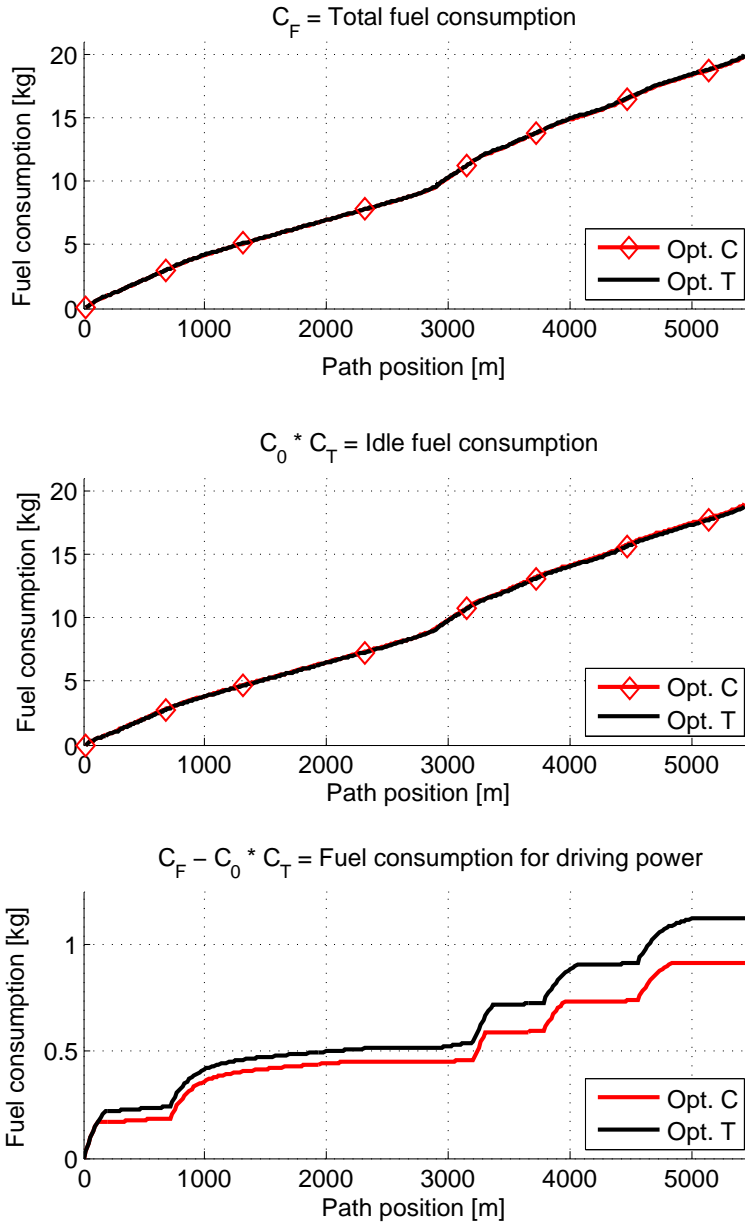 C_F = Total fuel consumption
Fuel consumption [kg]
20
15
10
5
0
0 1000 2000 3000 4000 5000
Path position [m]
Opt. C
Opt. T
C_0 * C_T = Idle fuel consumption
Fuel consumption [kg]
20
15
10
5
0
0 1000 2000 3000 4000 5000
Path position [m]
Opt. C
Opt. T
C_F − C_0 * C_T = Fuel consumption for driving power
Fuel consumption [kg]
1
0.5
0
0 1000 2000 3000 4000 5000
Path position [m]
Opt. C
Opt. T